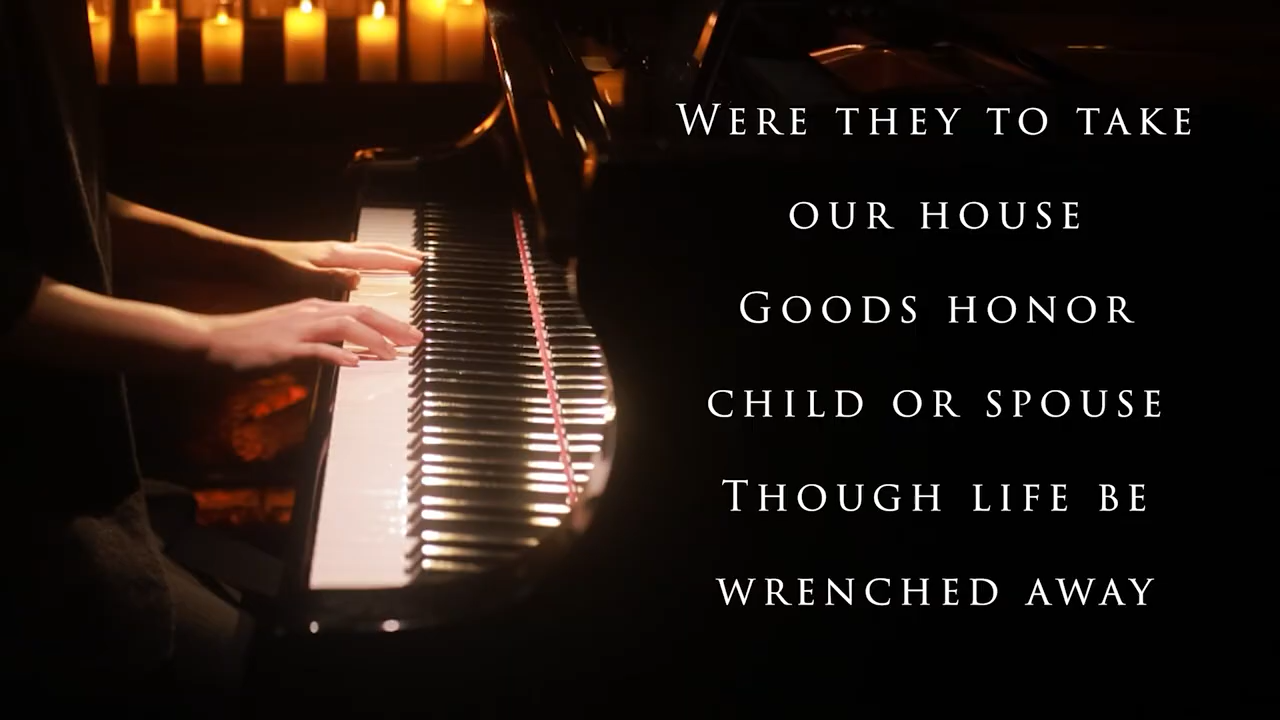 Were they to take
our house
Goods honor
child or spouse
Though life be
wrenched away